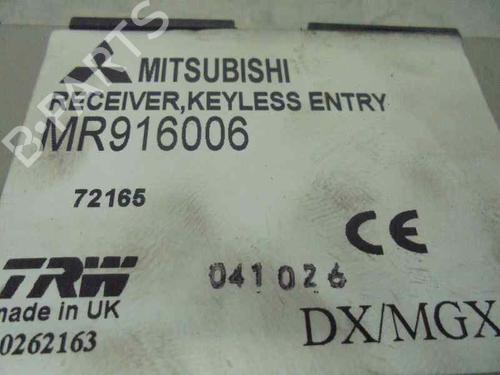 MITSUBISHI
RECEIVER,KEYLESS ENTRY
MR916006
72165
CE
TRW
041026
made in UK
DX/MGX
0262163
B-PARTS